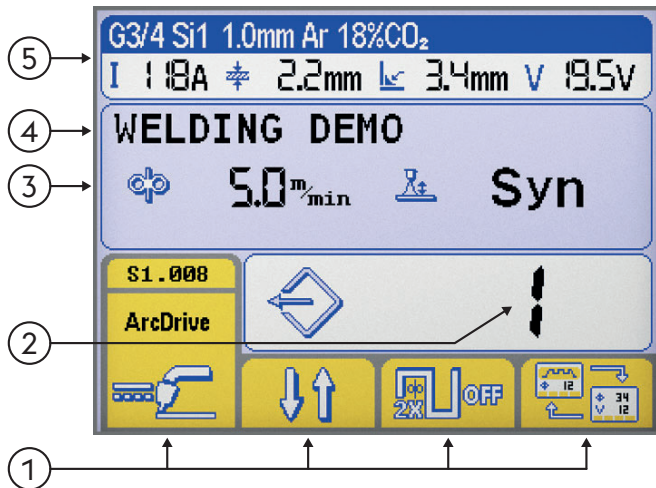 G3/4 Si1 1.0mm Ar 18%CO₂
5
I 118A 2.2mm 3.4mm V 19.5V
4
WELDING DEMO
3
5.0 m/min Syn
S1.008
ArcDrive
2
1
2X OFF
12
34
V 12
1